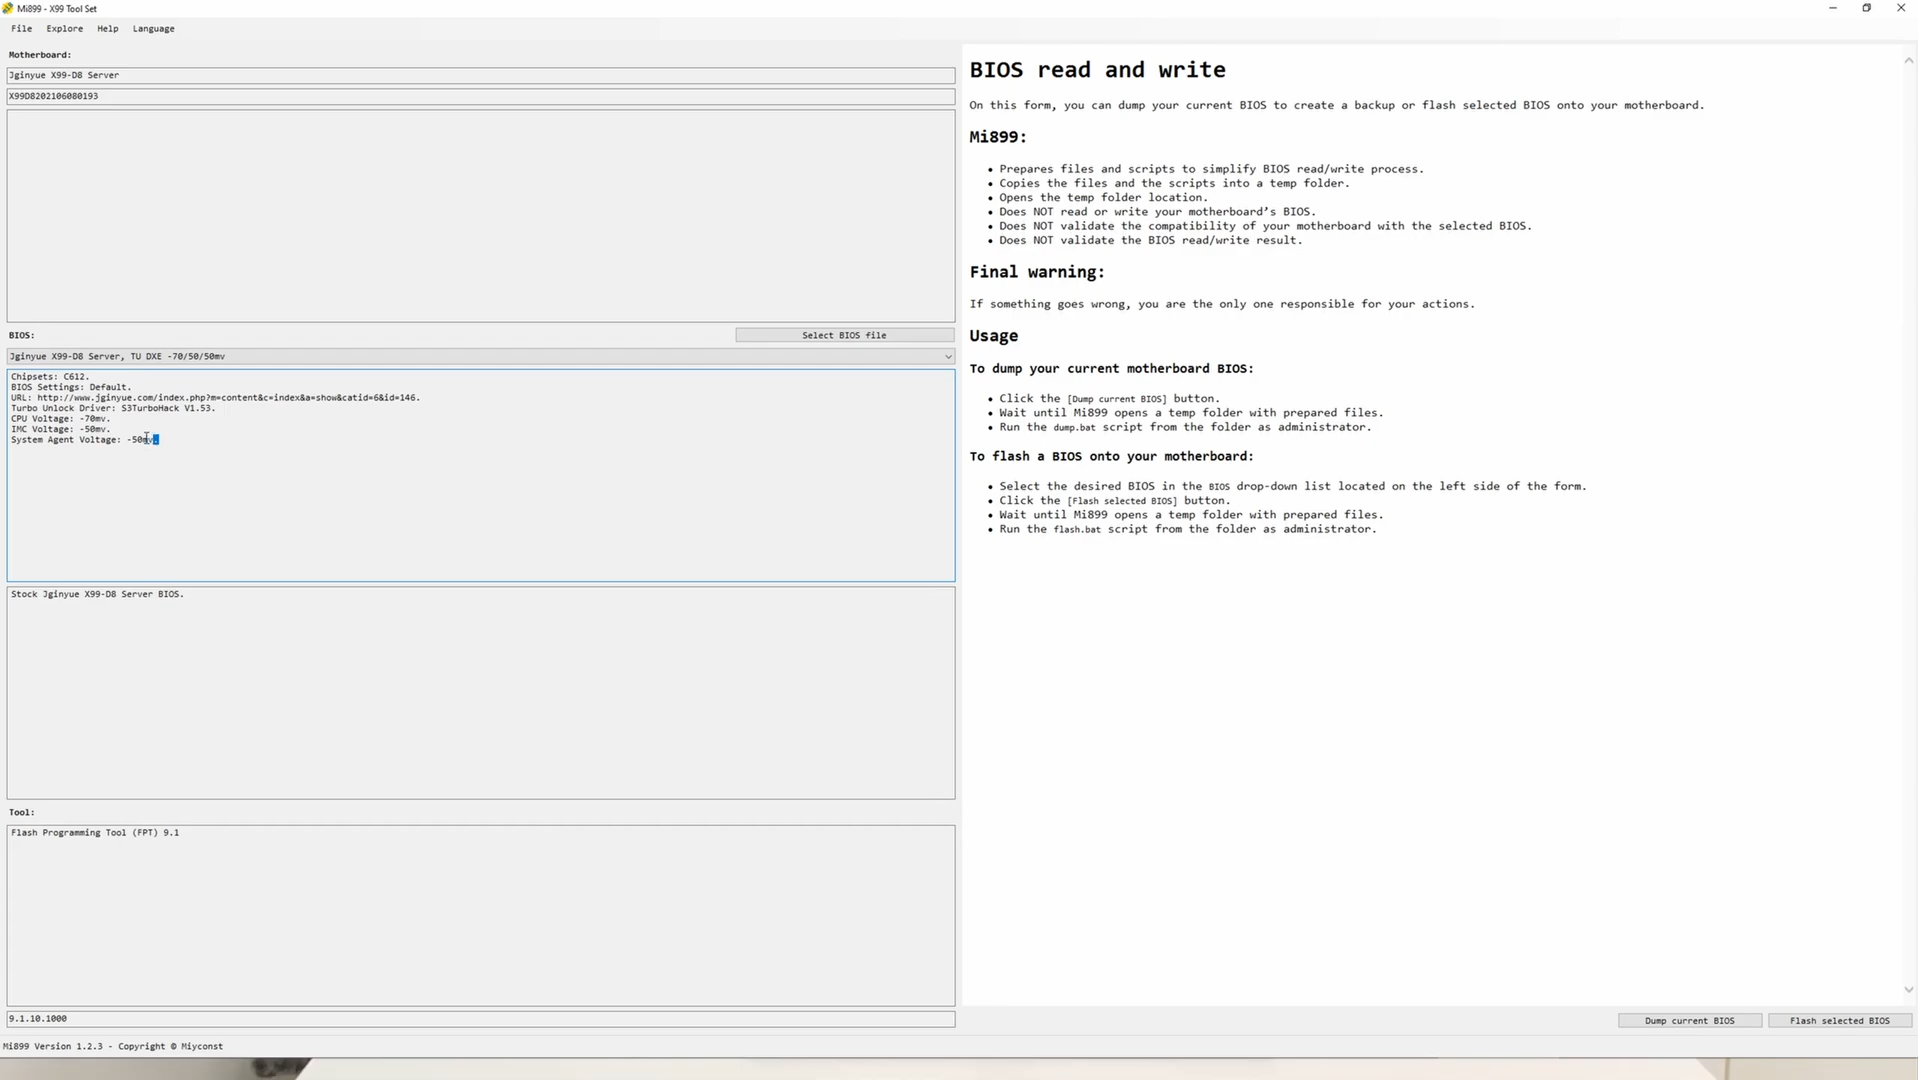 Mi899 - X99 Tool Set
File Explore Help Language
Motherboard:
Jginyue X99-D8 Server
X99D8202106080193
BIOS:
Select BIOS file
Jginyue X99-D8 Server, TU DXE -70/50/50mv
Chipsets: C612.
BIOS Settings: Default.
URL: http://www.jginyue.com/index.php?m=content&c=index&a=show&catid=6&id=146.
Turbo Unlock Driver: S3TurboHack V1.53.
CPU Voltage: -70mv.
IMC Voltage: -50mv.
System Agent Voltage: -50mv.
Stock Jginyue X99-D8 Server BIOS.
Tool:
Flash Programming Tool (FPT) 9.1
9.1.10.1000
BIOS read and write
On this form, you can dump your current BIOS to create a backup or flash selected BIOS onto your motherboard.
Mi899:
• Prepares files and scripts to simplify BIOS read/write process.
• Copies the files and the scripts into a temp folder.
• Opens the temp folder location.
• Does NOT read or write your motherboard’s BIOS.
• Does NOT validate the compatibility of your motherboard with the selected BIOS.
• Does NOT validate the BIOS read/write result.
Final warning:
If something goes wrong, you are the only one responsible for your actions.
Usage
To dump your current motherboard BIOS:
• Click the [Dump current BIOS] button.
• Wait until Mi899 opens a temp folder with prepared files.
• Run the dump.bat script from the folder as administrator.
To flash a BIOS onto your motherboard:
• Select the desired BIOS in the BIOS drop-down list located on the left side of the form.
• Click the [Flash selected BIOS] button.
• Wait until Mi899 opens a temp folder with prepared files.
• Run the flash.bat script from the folder as administrator.
Dump current BIOS
Flash selected BIOS
Mi899 Version 1.2.3 - Copyright © Miyconst